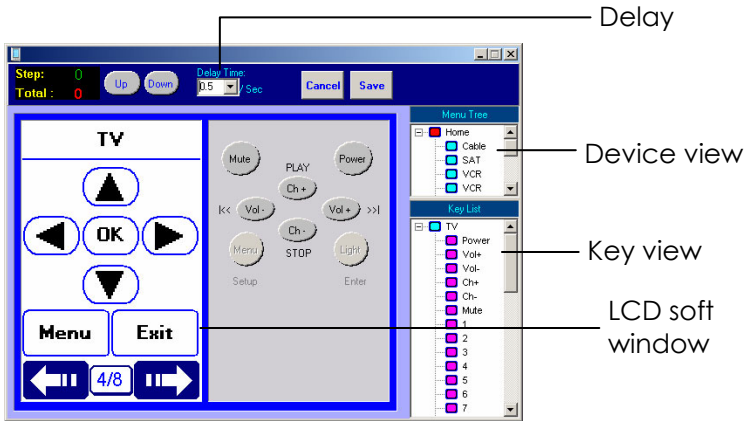 Delay
Step: 0
Total : 0
Up
Down
Delay Time:
0.5 / Sec
Cancel
Save
TV
OK
Menu
Exit
4/8
Mute
Power
PLAY
Ch +
|<< Vol - Vol + >>|
Ch -
STOP
Menu
Light
Setup
Enter
Menu Tree
Home
Cable
SAT
VCR
VCR
Device view
Key List
TV
Power
Vol+
Vol-
Ch+
Ch-
Mute
1
2
3
4
5
6
7
Key view
LCD soft
window